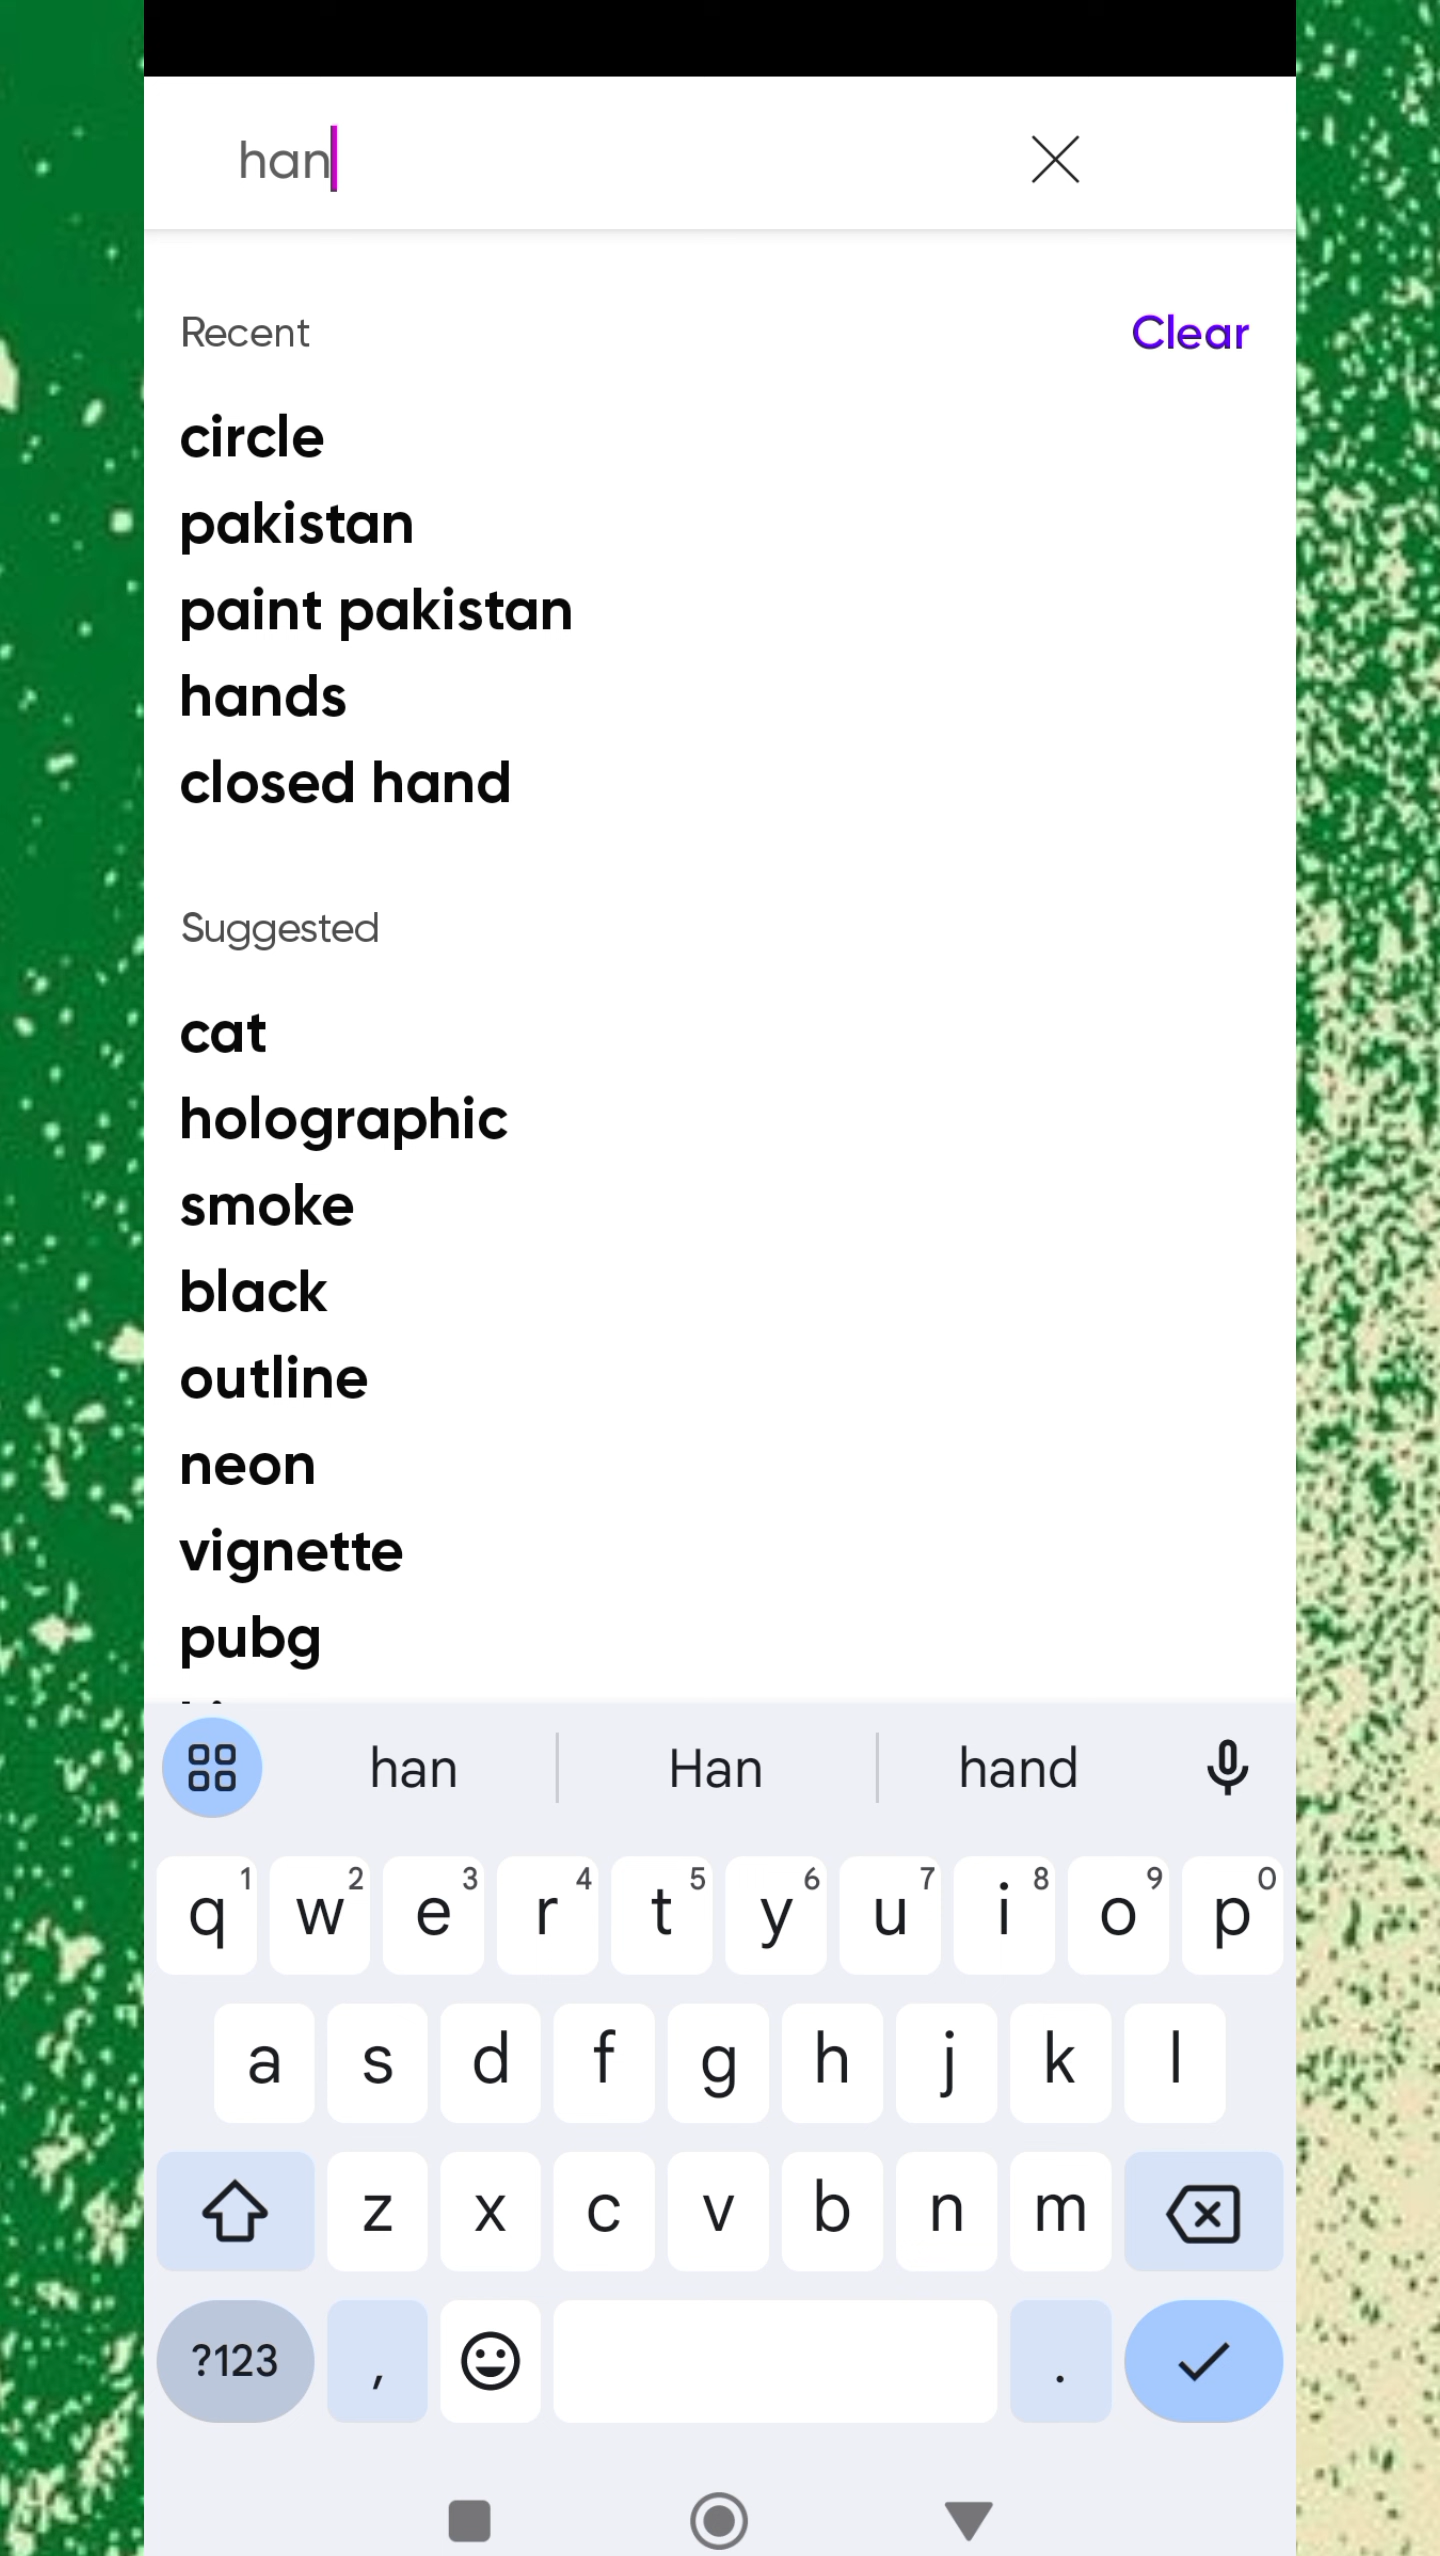 han
Recent Clear
circle
pakistan
paint pakistan
hands
closed hand
Suggested
cat
holographic
smoke
black
outline
neon
vignette
pubg
han Han hand
q 1 w 2 e 3 r 4 t 5 y 6 u 7 i 8 o 9 p 0
a s d f g h j k l
z x c v b n m
?123 , .